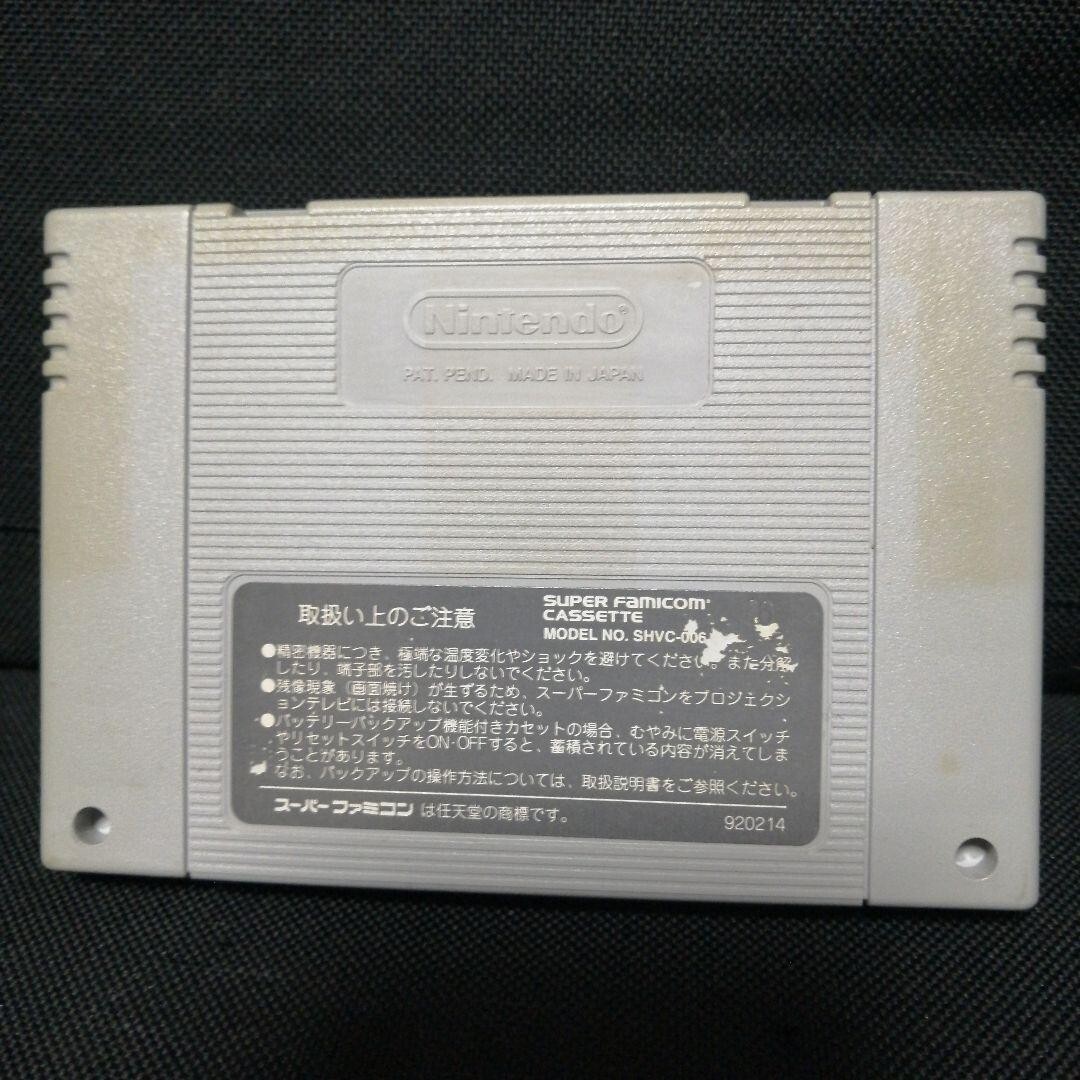 Nintendo®
PAT. PEND. MADE IN JAPAN
取扱い上のご注意
SUPER FAMICOM
CASSETTE
MODEL NO. SHVC-006
●精密機器につき、極端な温度変化やショックを避けてください。また分解
したり、端子部を汚したりしないでください。
●残像現象(画面焼け)が生ずるため、スーパーファミコンをプロジェクシ
ョンテレビには接続しないでください。
●バッテリーバックアップ機能付きカセットの場合、むやみに電源スイッチ
やリセットスイッチをON·OFFすると、蓄積されている内容が消えてしま
うことがあります。
なお、バックアップの操作方法については、取扱説明書をご参照ください。
スーパーファミコンは任天堂の商標です。
920214